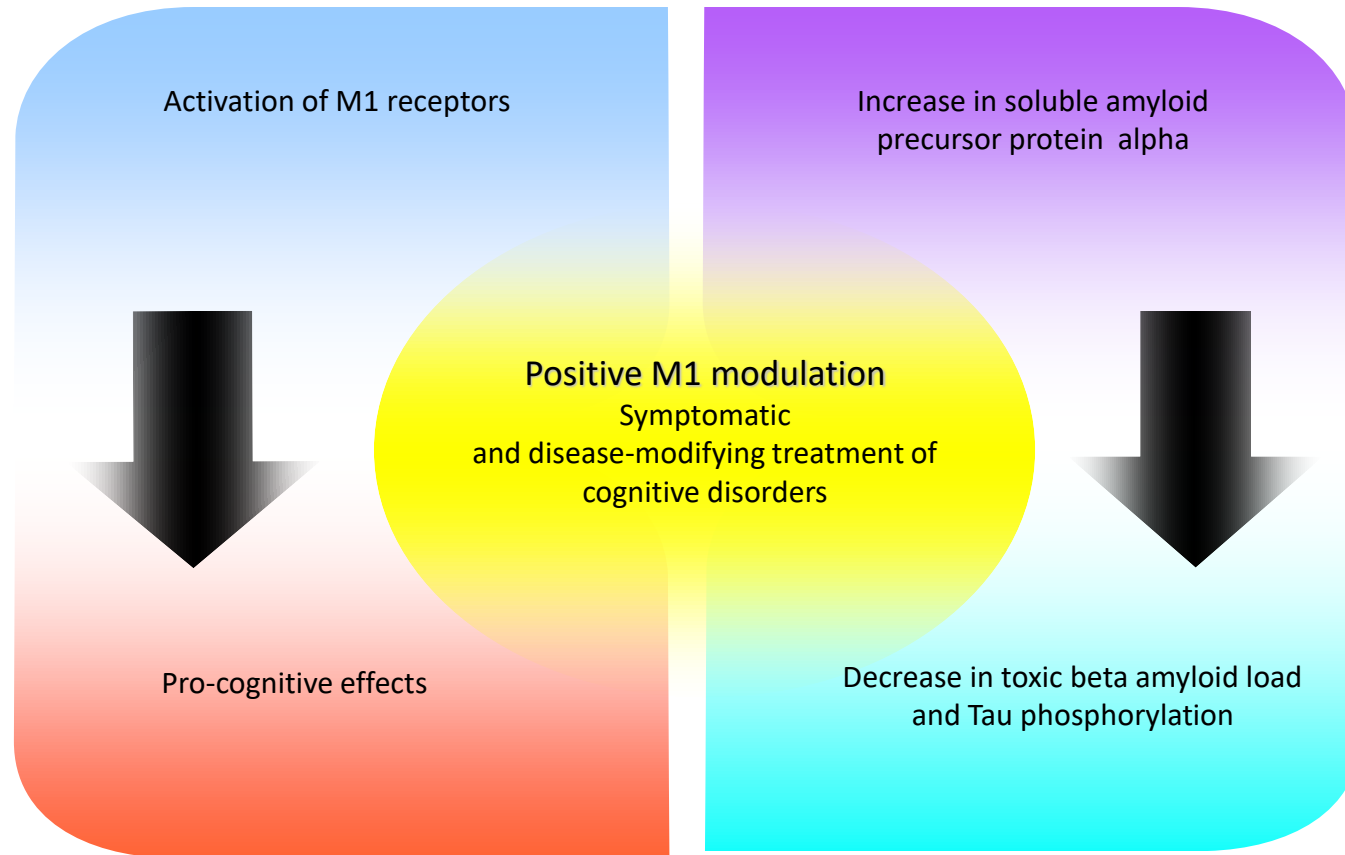 Activation of M1 receptors
Increase in soluble amyloid
precursor protein  alpha
Positive M1 modulation
Symptomatic
and disease-modifying treatment of
cognitive disorders
Pro-cognitive effects
Decrease in toxic beta amyloid load
and Tau phosphorylation